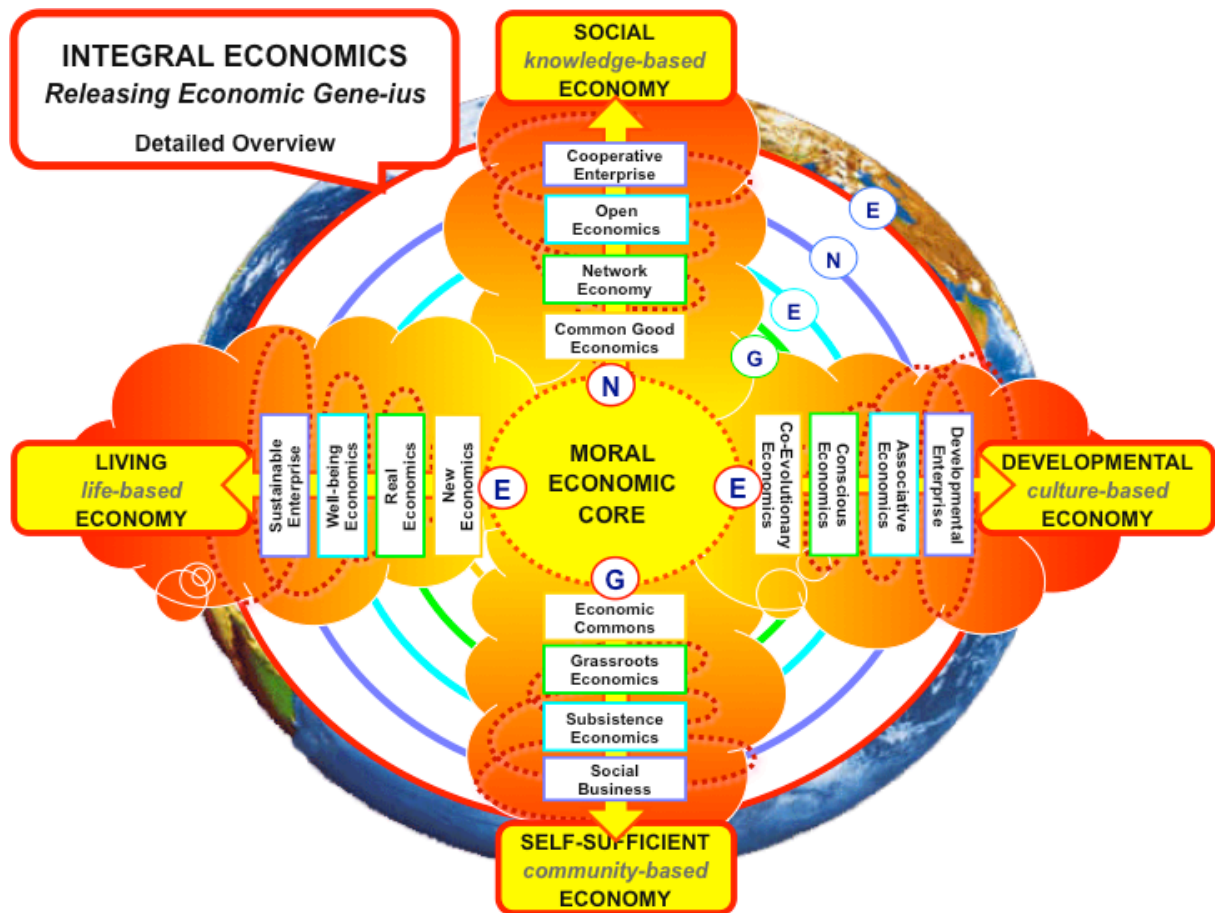 INTEGRAL ECONOMICS
Releasing Economic Gene-ius
Detailed Overview
SOCIAL
knowledge-based
ECONOMY
Cooperative
Enterprise
Open
Economics
Network
Economy
Common Good
Economics
E
N
E
G
N
LIVING
life-based
ECONOMY
Sustainable
Enterprise
Well-being
Economics
Real
Economics
New
Economics
E
MORAL
ECONOMIC
CORE
E
Co-Evolutionary
Economics
Conscious
Economics
Associative
Economics
Developmental
Enterprise
DEVELOPMENTAL
culture-based
ECONOMY
G
Economic
Commons
Grassroots
Economics
Subsistence
Economics
Social
Business
SELF-SUFFICIENT
community-based
ECONOMY